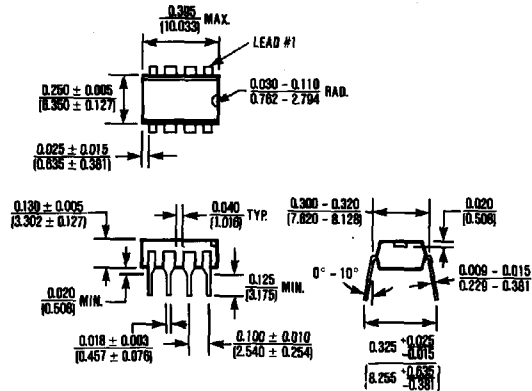 0.395
(10.033) MAX.
LEAD #1
0.250 ± 0.005
(6.350 ± 0.127)
0.030 - 0.110
0.762 - 2.794 RAD.
0.025 ± 0.015
(0.635 ± 0.381)
0.130 ± 0.005
(3.302 ± 0.127)
0.040
(1.016) TYP.
0.300 - 0.320
(7.620 - 8.128)
0.020
(0.508)
0.020
(0.508) MIN.
0.125
(3.175) MIN.
0° - 10°
0.009 - 0.015
0.229 - 0.381
0.018 ± 0.003
(0.457 ± 0.076)
0.100 ± 0.010
(2.540 ± 0.254)
0.325 +0.025
-0.015
(8.255 +0.635
-0.381)